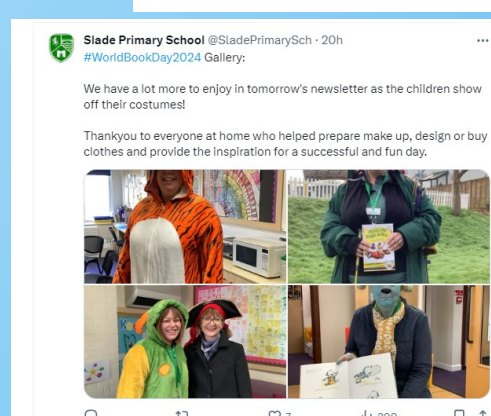 Slade Primary School @SladePrimarySch · 20h
#WorldBookDay2024 Gallery:
We have a lot more to enjoy in tomorrow's newsletter as the children show
off their costumes!
Thankyou to everyone at home who helped prepare make up, design or buy
clothes and provide the inspiration for a successful and fun day.